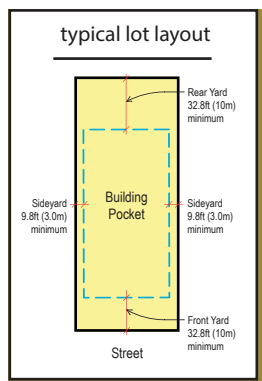 typical lot layout
Rear Yard
32.8ft (10m)
minimum
Sideyard
9.8ft (3.0m)
minimum
Building
Pocket
Sideyard
9.8ft (3.0m)
minimum
Front Yard
32.8ft (10m)
minimum
Street